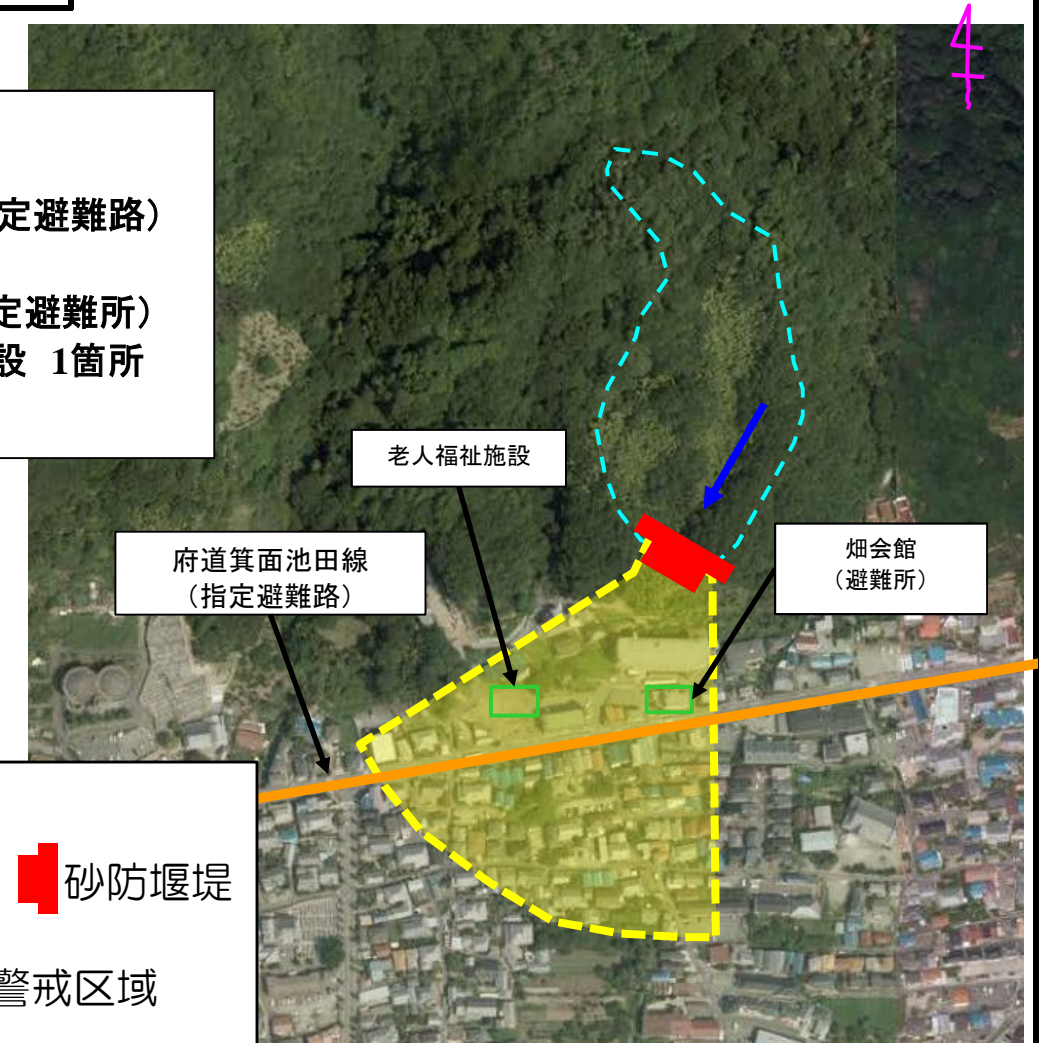 定避難路）
定避難所）
設 1箇所
老人福祉施設
府道箕面池田線
（指定避難路）
畑会館
（避難所）
砂防堰堤
警戒区域